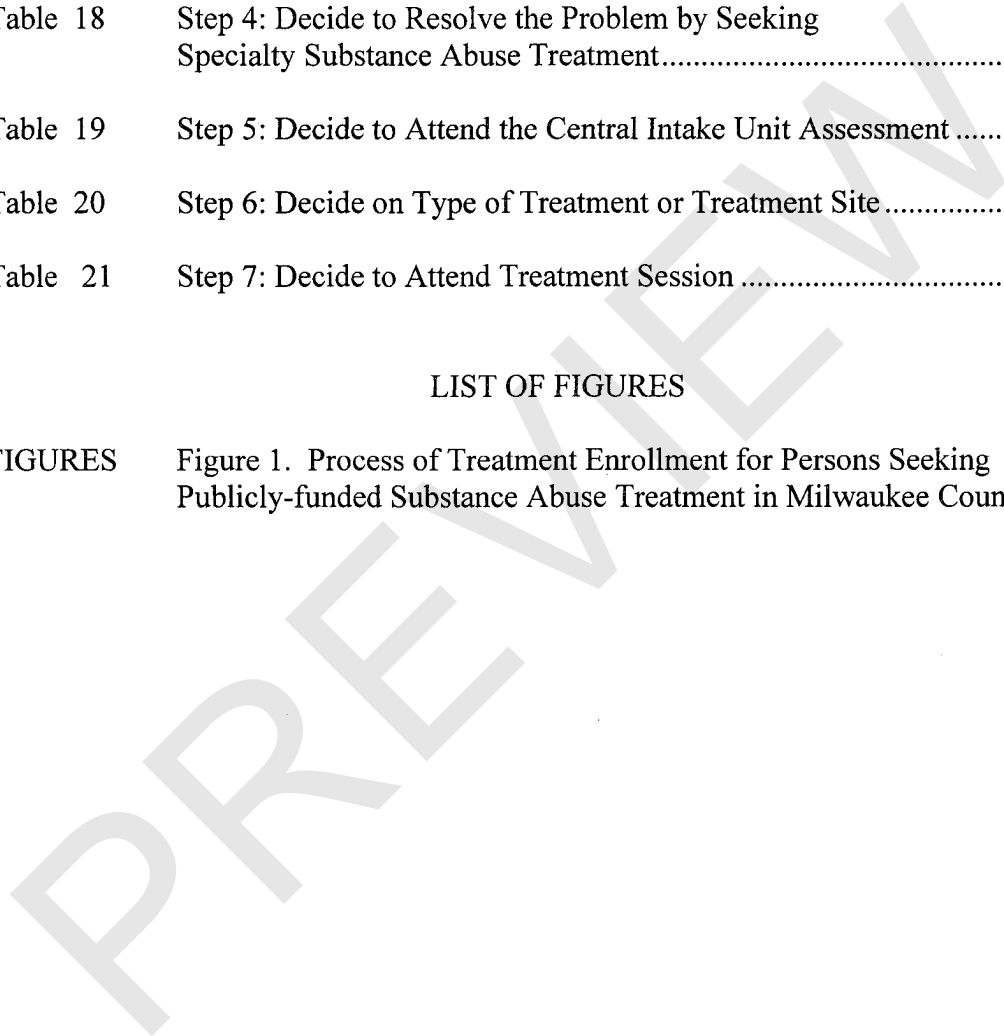 Table 18 Step 4: Decide to Resolve the Problem by Seeking
Specialty Substance Abuse Treatment...........................................
Table 19 Step 5: Decide to Attend the Central Intake Unit Assessment ......
Table 20 Step 6: Decide on Type of Treatment or Treatment Site...............
Table 21 Step 7: Decide to Attend Treatment Session .................................
LIST OF FIGURES
FIGURES Figure 1. Process of Treatment Enrollment for Persons Seeking
Publicly-funded Substance Abuse Treatment in Milwaukee Coun
PREVIEW